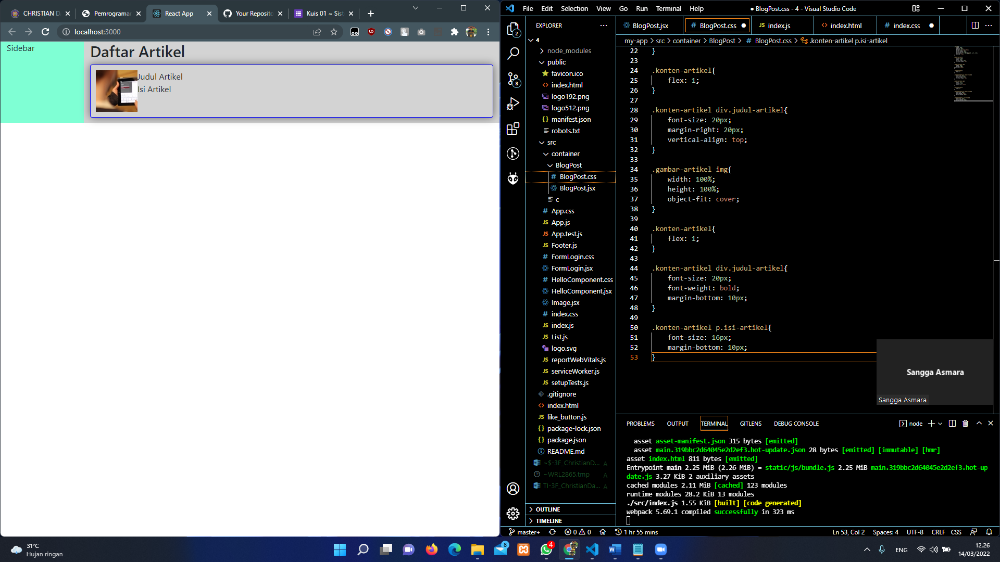 CHRISTIAN D
Pemrograman
React App
Your Reposito
Kuis 01 ~ Sist
localhost:3000
Sidebar
Daftar Artikel
Judul Artikel
Isi Artikel
File Edit Selection View Go Run Terminal Help
● BlogPost.css - 4 - Visual Studio Code
EXPLORER
2
8
4
node_modules
public
favicon.ico
index.html
logo192.png
logo512.png
manifest.json
robots.txt
src
container
BlogPost
BlogPost.css
BlogPost.jsx
c
App.css
App.js
App.test.js
Footer.js
FormLogin.css
FormLogin.jsx
HelloComponent.css
HelloComponent.jsx
Image.jsx
index.css
index.js
List.js
logo.svg
reportWebVitals.js
serviceWorker.js
setupTests.js
.gitignore
index.html
like_button.js
package-lock.json
package.json
README.md
~$-3F_ChristianD... A
~WRL2865.tmp A
TI-3F_ChristianDa... A
OUTLINE
TIMELINE
BlogPost.jsx
BlogPost.css
index.js
index.html
index.css
my-app > src > container > BlogPost > # BlogPost.css > .konten-artikel p.isi-artikel
22 }
23
24 .konten-artikel{
25 flex: 1;
26 }
27
28 .konten-artikel div.judul-artikel{
29 font-size: 20px;
30 margin-right: 20px;
31 vertical-align: top;
32 }
33
34 .gambar-artikel img{
35 width: 100%;
36 height: 100%;
37 object-fit: cover;
38 }
39
40 .konten-artikel{
41 flex: 1;
42 }
43
44 .konten-artikel div.judul-artikel{
45 font-size: 20px;
46 font-weight: bold;
47 margin-bottom: 10px;
48 }
49
50 .konten-artikel p.isi-artikel{
51 font-size: 16px;
52 margin-bottom: 10px;
53 }
Sangga Asmara
Sangga Asmara
PROBLEMS OUTPUT TERMINAL GITLENS DEBUG CONSOLE
node
asset asset-manifest.json 315 bytes [emitted]
asset main.319bbc2d64045e2d2ef3.hot-update.json 28 bytes [emitted] [immutable] [hmr]
asset index.html 811 bytes [emitted]
Entrypoint main 2.25 MiB (2.26 MiB) = static/js/bundle.js 2.25 MiB main.319bbc2d64045e2d2ef3.hot-up
date.js 3.27 KiB 2 auxiliary assets
cached modules 2.11 MiB [cached] 123 modules
runtime modules 28.2 KiB 13 modules
./src/index.js 1.55 KiB [built] [code generated]
webpack 5.69.1 compiled successfully in 323 ms
master+
0 0
1 hr 55 mins
Ln 53, Col 2 Spaces: 4 UTF-8 CRLF CSS
31°C
Hujan ringan
8
4
ENG
12.26
14/03/2022